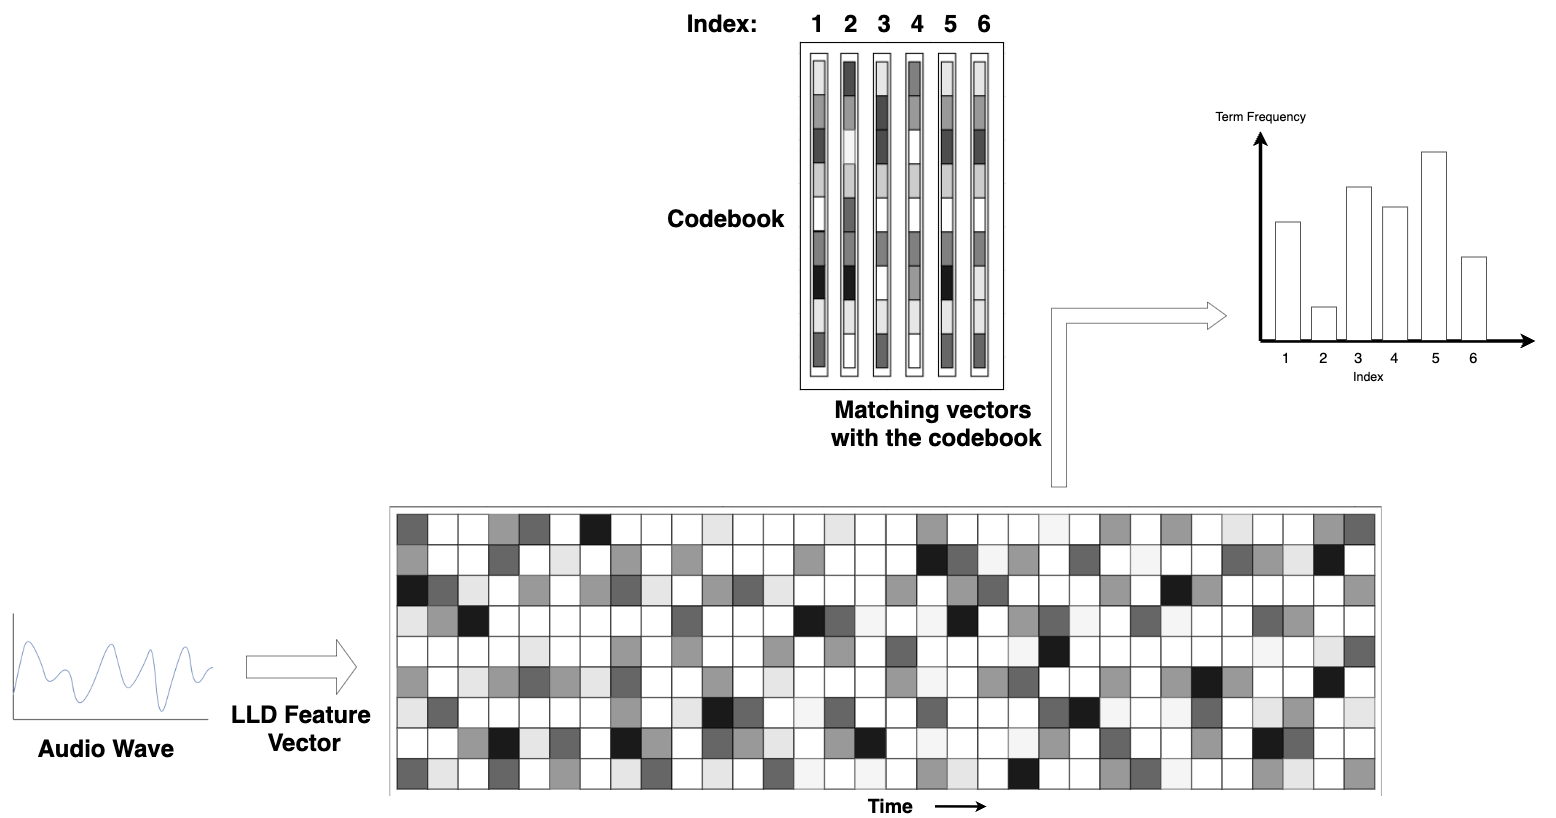 Index: 1 2 3 4 5 6
Codebook
Matching vectors
with the codebook
Term Frequency
1 2 3 4 5 6
Index
Audio Wave
LLD Feature
Vector
Time